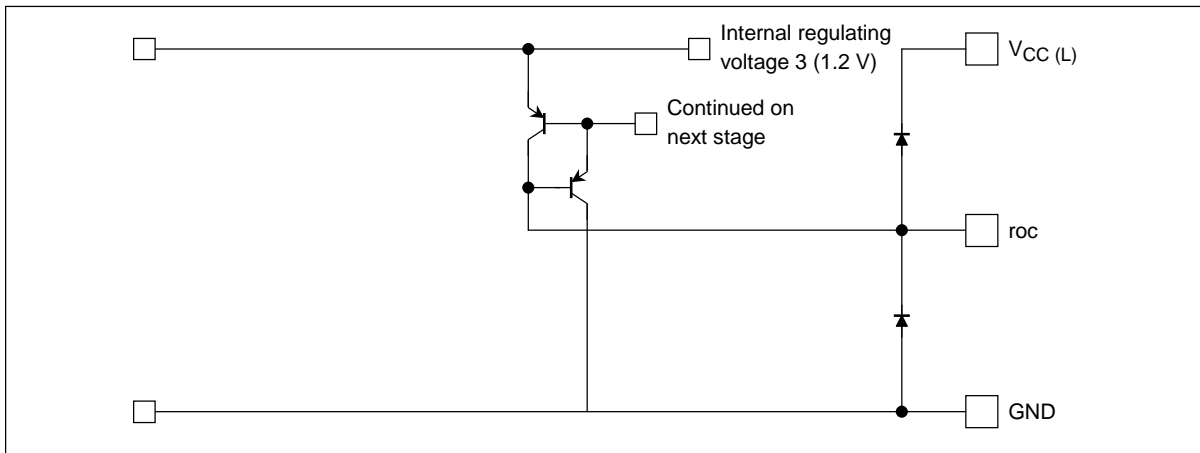 Internal regulating
voltage 3 (1.2 V)
VCC (L)
Continued on
next stage
roc
GND